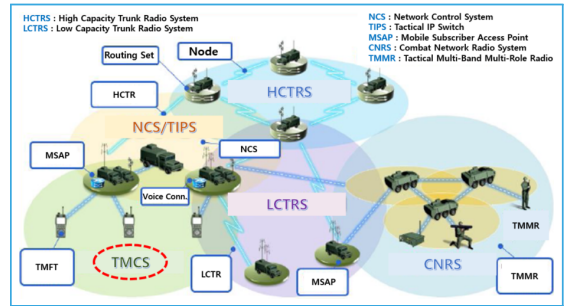 HCTRS : High Capacity Trunk Radio System
LCTRS : Low Capacity Trunk Radio System
NCS : Network Control System
TIPS : Tactical IP Switch
MSAP : Mobile Subscriber Access Point
CNRS : Combat Network Radio System
TMMR : Tactical Multi-Band Multi-Role Radio
Routing Set
Node
HCTR
HCTRS
NCS/TIPS
MSAP
NCS
Voice Conn.
LCTRS
TMMR
TMFT
TMCS
LCTR
MSAP
CNRS
TMMR